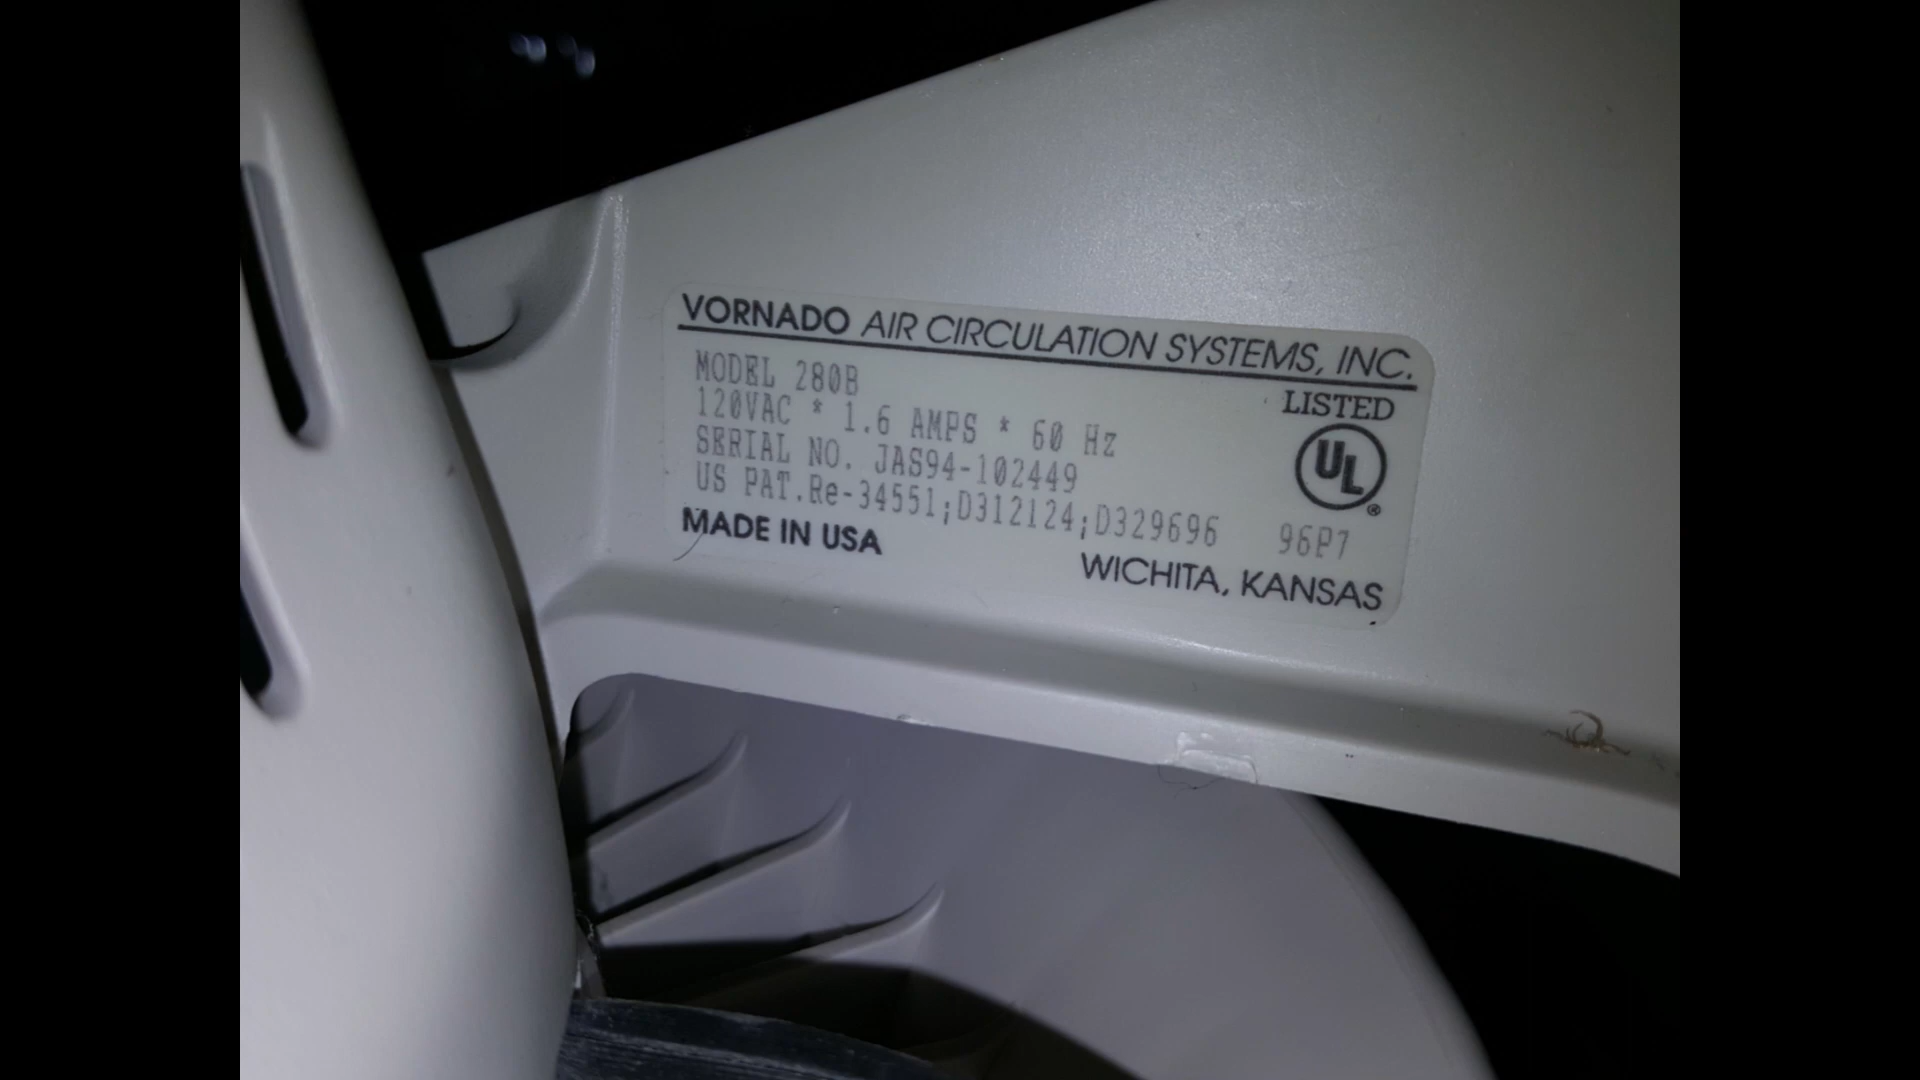 VORNADO AIR CIRCULATION SYSTEMS, INC.
MODEL 280B
LISTED
120VAC * 1.6 AMPS * 60 Hz
SERIAL NO. JAS94-102449
UL®
US PAT.Re-34551;D312124;D329696 96P7
MADE IN USA
WICHITA, KANSAS